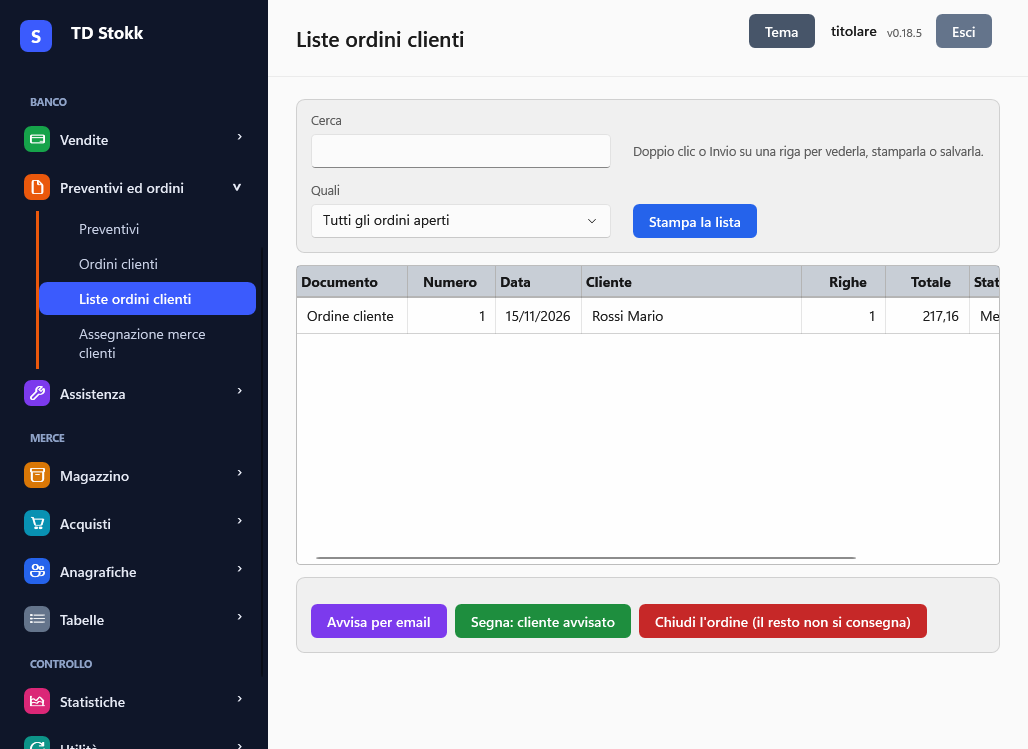 S
TD Stokk
BANCO
Vendite
Preventivi ed ordini
Preventivi
Ordini clienti
Liste ordini clienti
Assegnazione merce
clienti
Assistenza
MERCE
Magazzino
Acquisti
Anagrafiche
Tabelle
CONTROLLO
Statistiche
Utilità
Liste ordini clienti
Tema
titolare
v0.18.5
Esci
Cerca
Doppio clic o Invio su una riga per vederla, stamparla o salvarla.
Quali
Tutti gli ordini aperti
Stampa la lista
Documento Numero Data Cliente Righe Totale Stat
Ordine cliente 1 15/11/2026 Rossi Mario 1 217,16 Me
Avvisa per email
Segna: cliente avvisato
Chiudi l'ordine (il resto non si consegna)